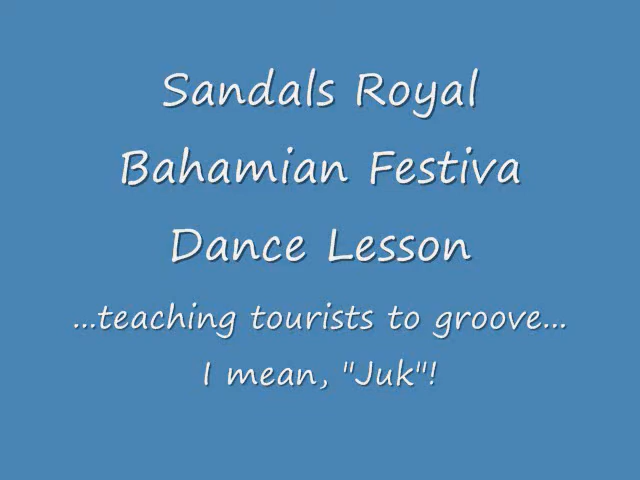 Sandals Royal
Bahamian Festiva
Dance Lesson
...teaching tourists to groove...
I mean, "Juk"!